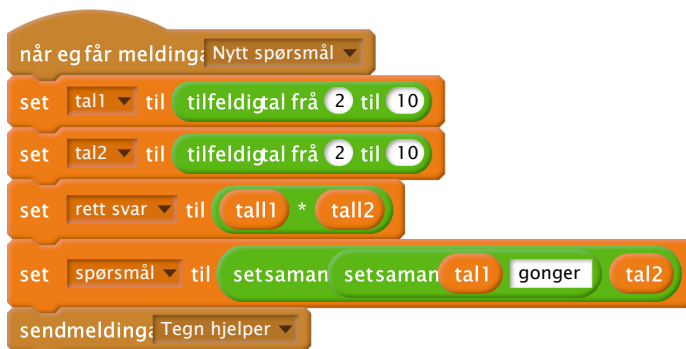 når eg får meldinga Nytt spørsmål
set tal1 til tilfeldig tal frå 2 til 10
set tal2 til tilfeldig tal frå 2 til 10
set rett svar til tall1 * tall2
set spørsmål til set saman set saman tal1 gonger tal2
send meldinga Tegn hjelper